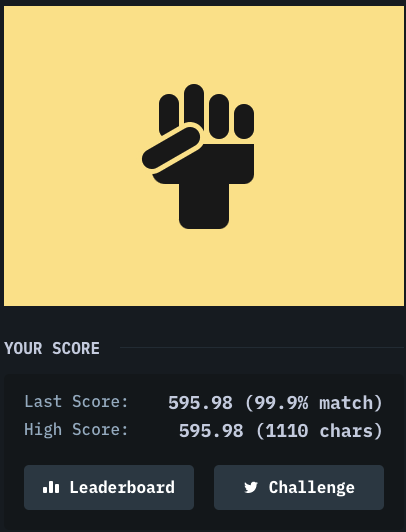 YOUR SCORE
Last Score: 595.98 (99.9% match)
High Score: 595.98 (1110 chars)
Leaderboard Challenge